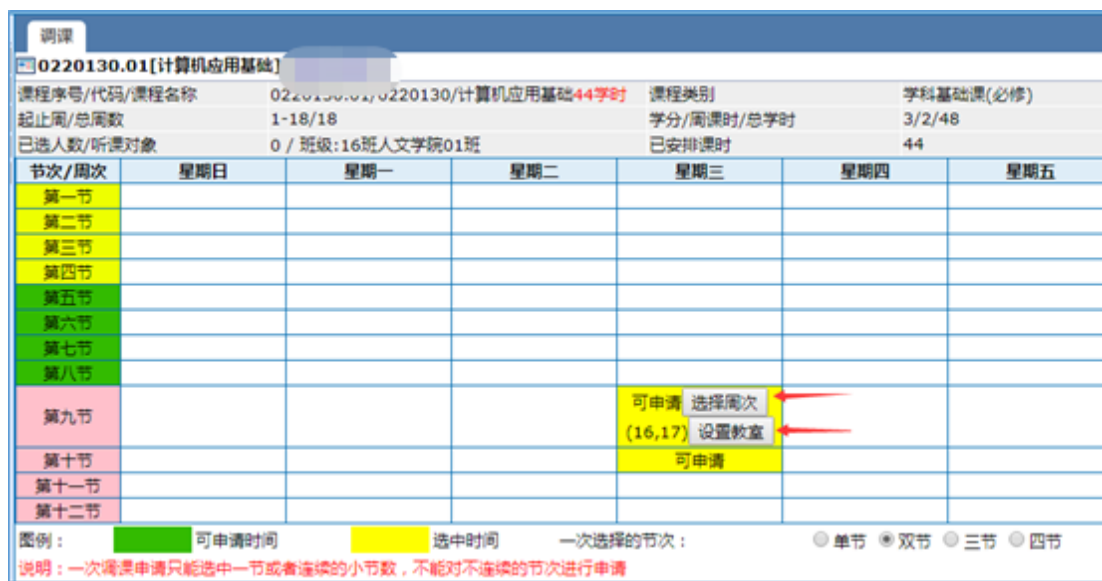 调课
0220130.01[计算机应用基础]
课程序号/代码/课程名称 0220130.01/0220130/计算机应用基础44学时 课程类别 学科基础课(必修)
起止周/总周数 1-18/18 学分/周课时/总学时 3/2/48
已选人数/听课对象 0 / 班级:16班人文学院01班 已安排课时 44
节次/周次 星期日 星期一 星期二 星期三 星期四 星期五
第一节
第二节
第三节
第四节
第五节
第六节
第七节
第八节
第九节 可申请 选择周次
(16,17) 设置教室
第十节 可申请
第十一节
第十二节
图例： 可申请时间 选中时间 一次选择的节次： 单节 双节 三节 四节
说明：一次调课申请只能选中一节或者连续的小节数，不能对不连续的节次进行申请